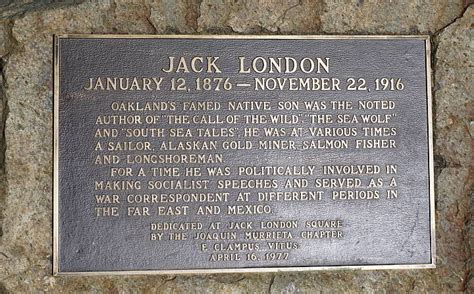 JACK LONDON
JANUARY 12, 1876 — NOVEMBER 22, 1916
OAKLAND'S FAMED NATIVE SON WAS THE NOTED
AUTHOR OF "THE CALL OF THE WILD", "THE SEA WOLF"
AND "SOUTH SEA TALES". HE WAS AT VARIOUS TIMES
A SAILOR, ALASKAN GOLD MINER, SALMON FISHER
AND LONGSHOREMAN.
FOR A TIME HE WAS POLITICALLY INVOLVED IN
MAKING SOCIALIST SPEECHES AND SERVED AS A
WAR CORRESPONDENT AT DIFFERENT PERIODS IN
THE FAR EAST AND MEXICO.
DEDICATED AT JACK LONDON SQUARE
BY THE JOAQUIN MURRIETA CHAPTER
E CLAMPUS VITUS
APRIL 16, 1977